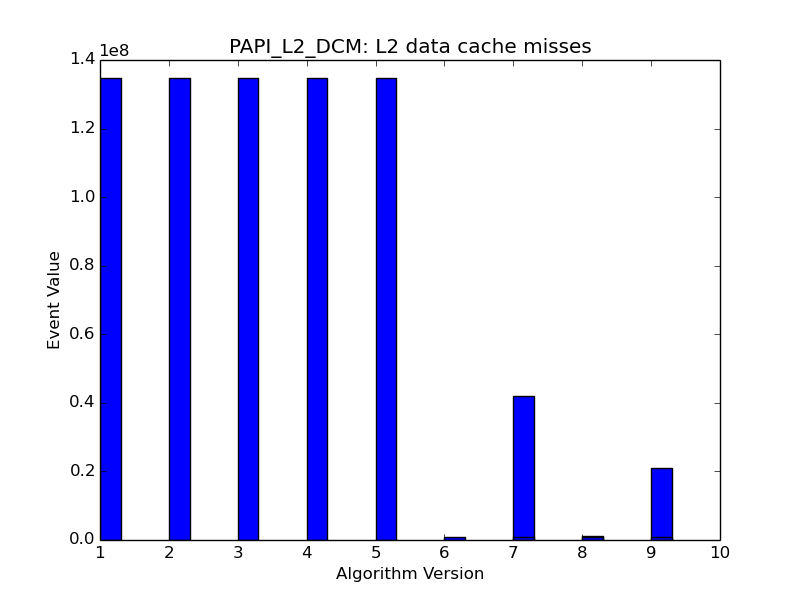 PAPI_L2_DCM: L2 data cache misses
1e8
1.4
1.2
1.0
0.8
0.6
0.4
0.2
0.0
Event Value
1 2 3 4 5 6 7 8 9 10
Algorithm Version